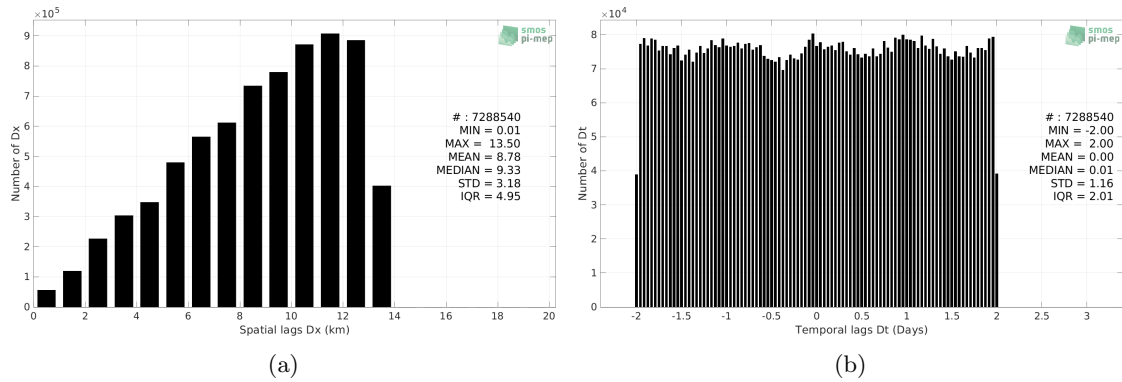 ×10⁵
9
8
7
6
5
4
3
2
1
0
Number of Dx
smos
pi-mep
# : 7288540
MIN = 0.01
MAX = 13.50
MEAN = 8.78
MEDIAN = 9.33
STD = 3.18
IQR = 4.95
0 2 4 6 8 10 12 14 16 18 20
Spatial lags Dx (km)
(a)
×10⁴
8
7
6
5
4
3
2
1
0
Number of Dt
smos
pi-mep
# : 7288540
MIN = -2.00
MAX = 2.00
MEAN = 0.00
MEDIAN = 0.01
STD = 1.16
IQR = 2.01
-2 -1.5 -1 -0.5 0 0.5 1 1.5 2 2.5 3
Temporal lags Dt (Days)
(b)